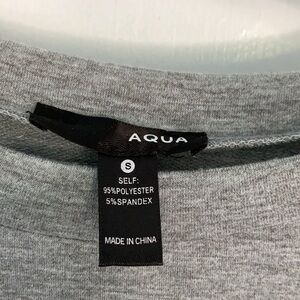 AQUA
S
SELF:
95%POLYESTER
5%SPANDEX
MADE IN CHINA